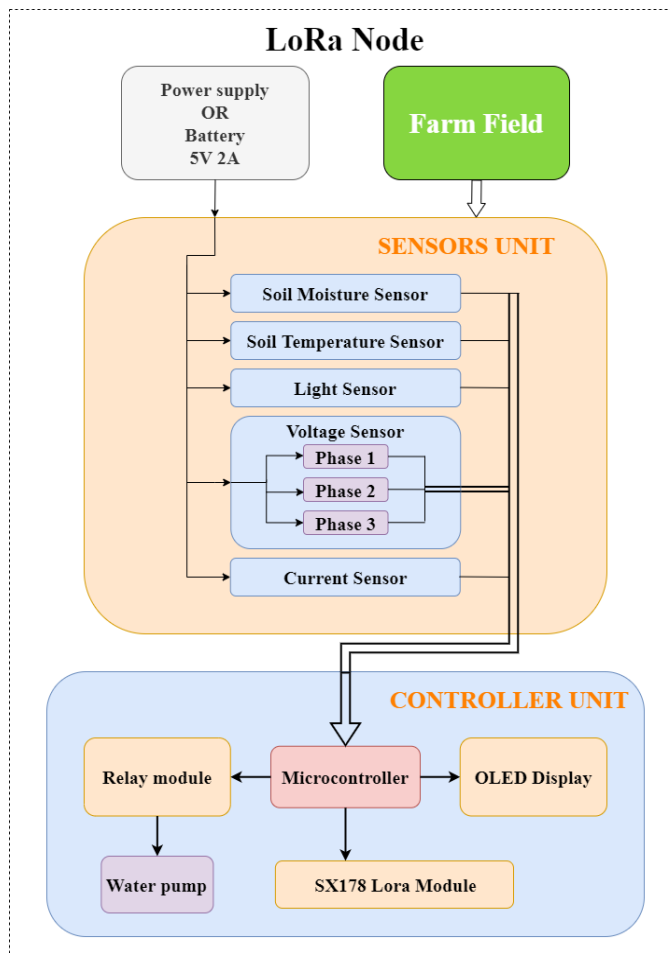 LoRa Node
Power supply
OR
Battery
5V 2A
Farm Field
SENSORS UNIT
Soil Moisture Sensor
Soil Temperature Sensor
Light Sensor
Voltage Sensor
Phase 1
Phase 2
Phase 3
Current Sensor
CONTROLLER UNIT
Relay module
Microcontroller
OLED Display
Water pump
SX178 Lora Module